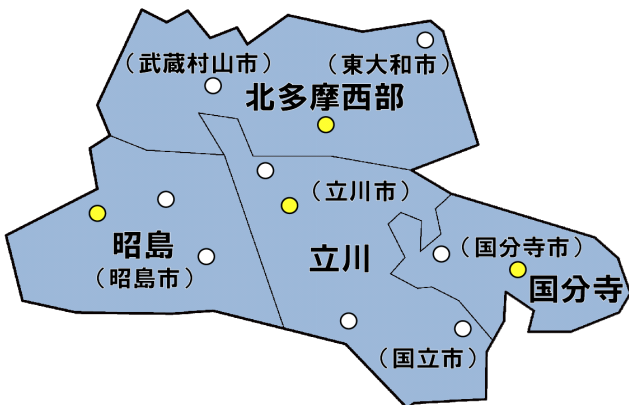 （武蔵村山市）
（東大和市）
北多摩西部
（立川市）
昭島
（昭島市）
立川
（国分寺市）
国分寺
（国立市）